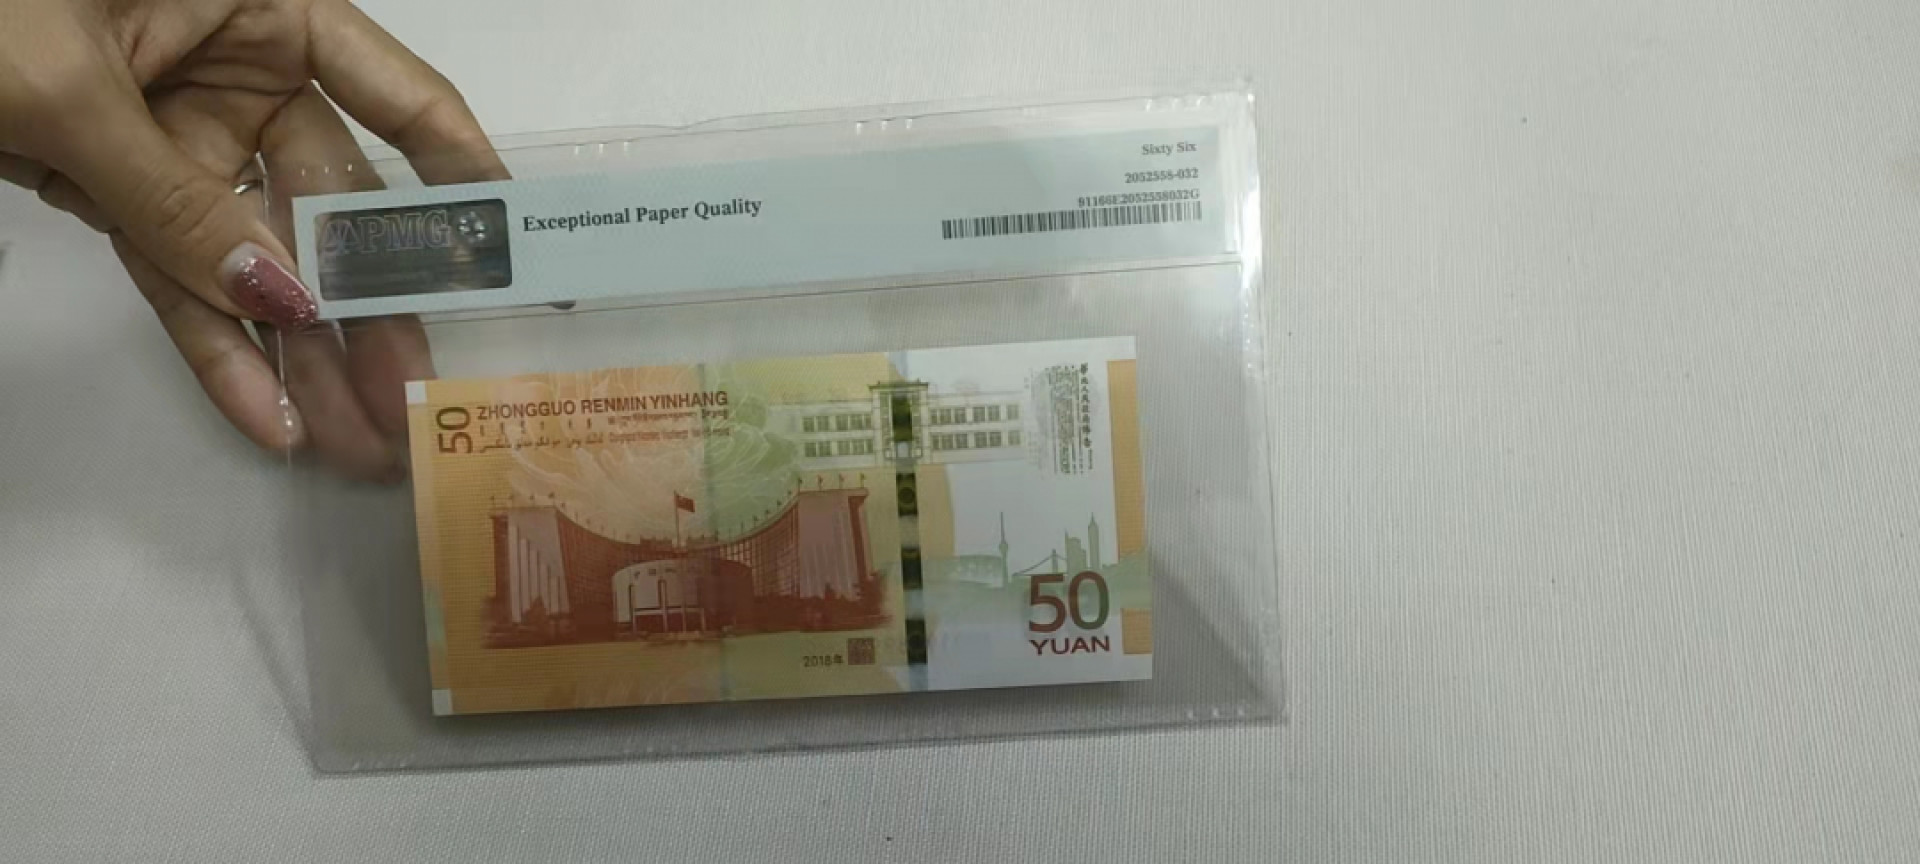 PMG
Exceptional Paper Quality
Sixty Six
2052558-032
91166E2052558032G
50
ZHONGGUO RENMIN YINHANG
2018年
50
YUAN